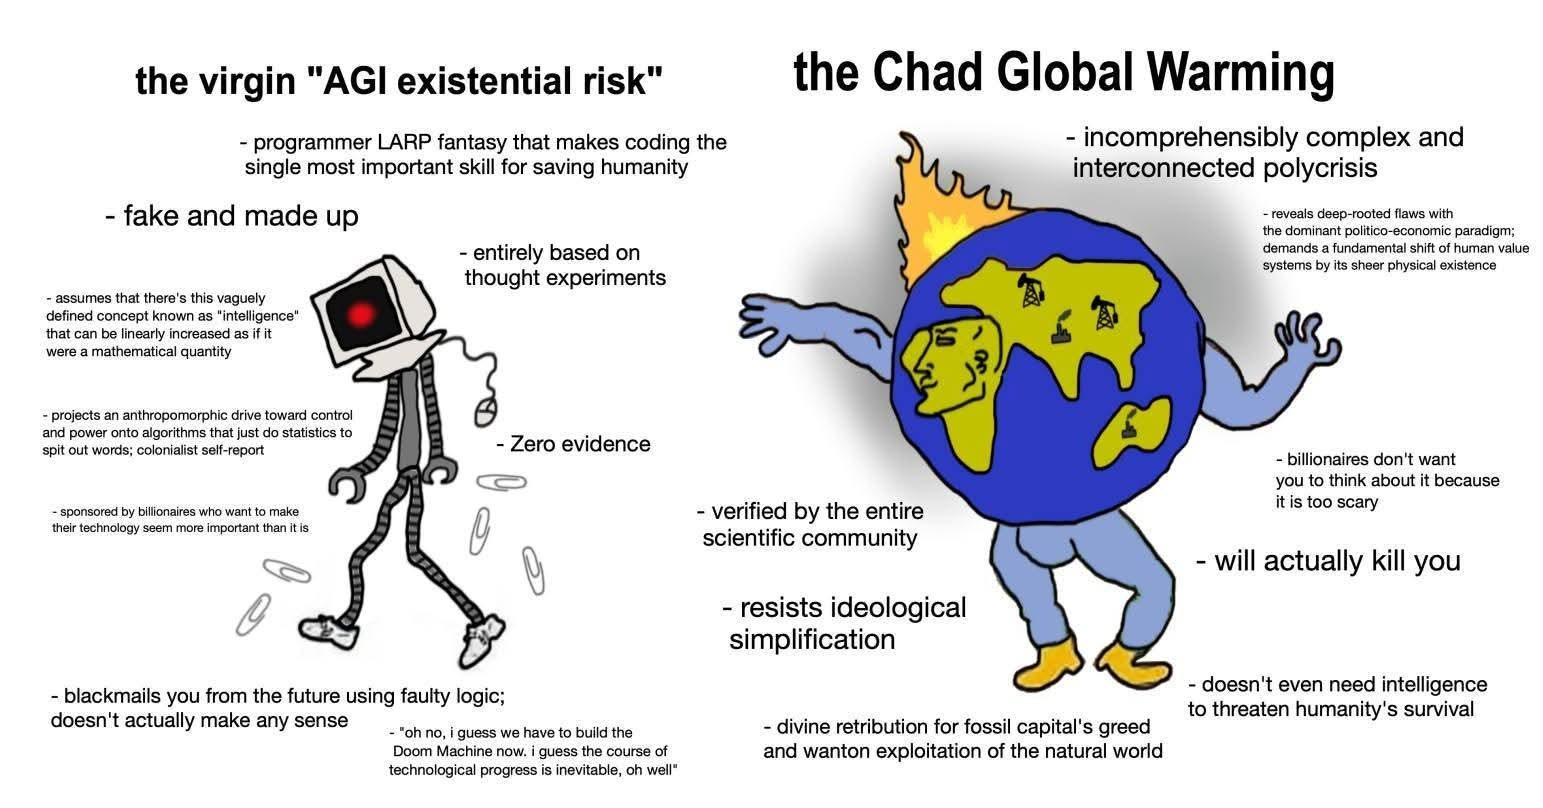 the virgin "AGI existential risk"
- programmer LARP fantasy that makes coding the
single most important skill for saving humanity
- fake and made up
- entirely based on
thought experiments
- assumes that there's this vaguely
defined concept known as "intelligence"
that can be linearly increased as if it
were a mathematical quantity
- projects an anthropomorphic drive toward control
and power onto algorithms that just do statistics to
spit out words; colonialist self-report
- Zero evidence
- sponsored by billionaires who want to make
their technology seem more important than it is
- blackmails you from the future using faulty logic;
doesn't actually make any sense
- "oh no, i guess we have to build the
Doom Machine now. i guess the course of
technological progress is inevitable, oh well"
the Chad Global Warming
- incomprehensibly complex and
interconnected polycrisis
- reveals deep-rooted flaws with
the dominant politico-economic paradigm;
demands a fundamental shift of human value
systems by its sheer physical existence
- billionaires don't want
you to think about it because
it is too scary
- verified by the entire
scientific community
- will actually kill you
- resists ideological
simplification
- doesn't even need intelligence
to threaten humanity's survival
- divine retribution for fossil capital's greed
and wanton exploitation of the natural world